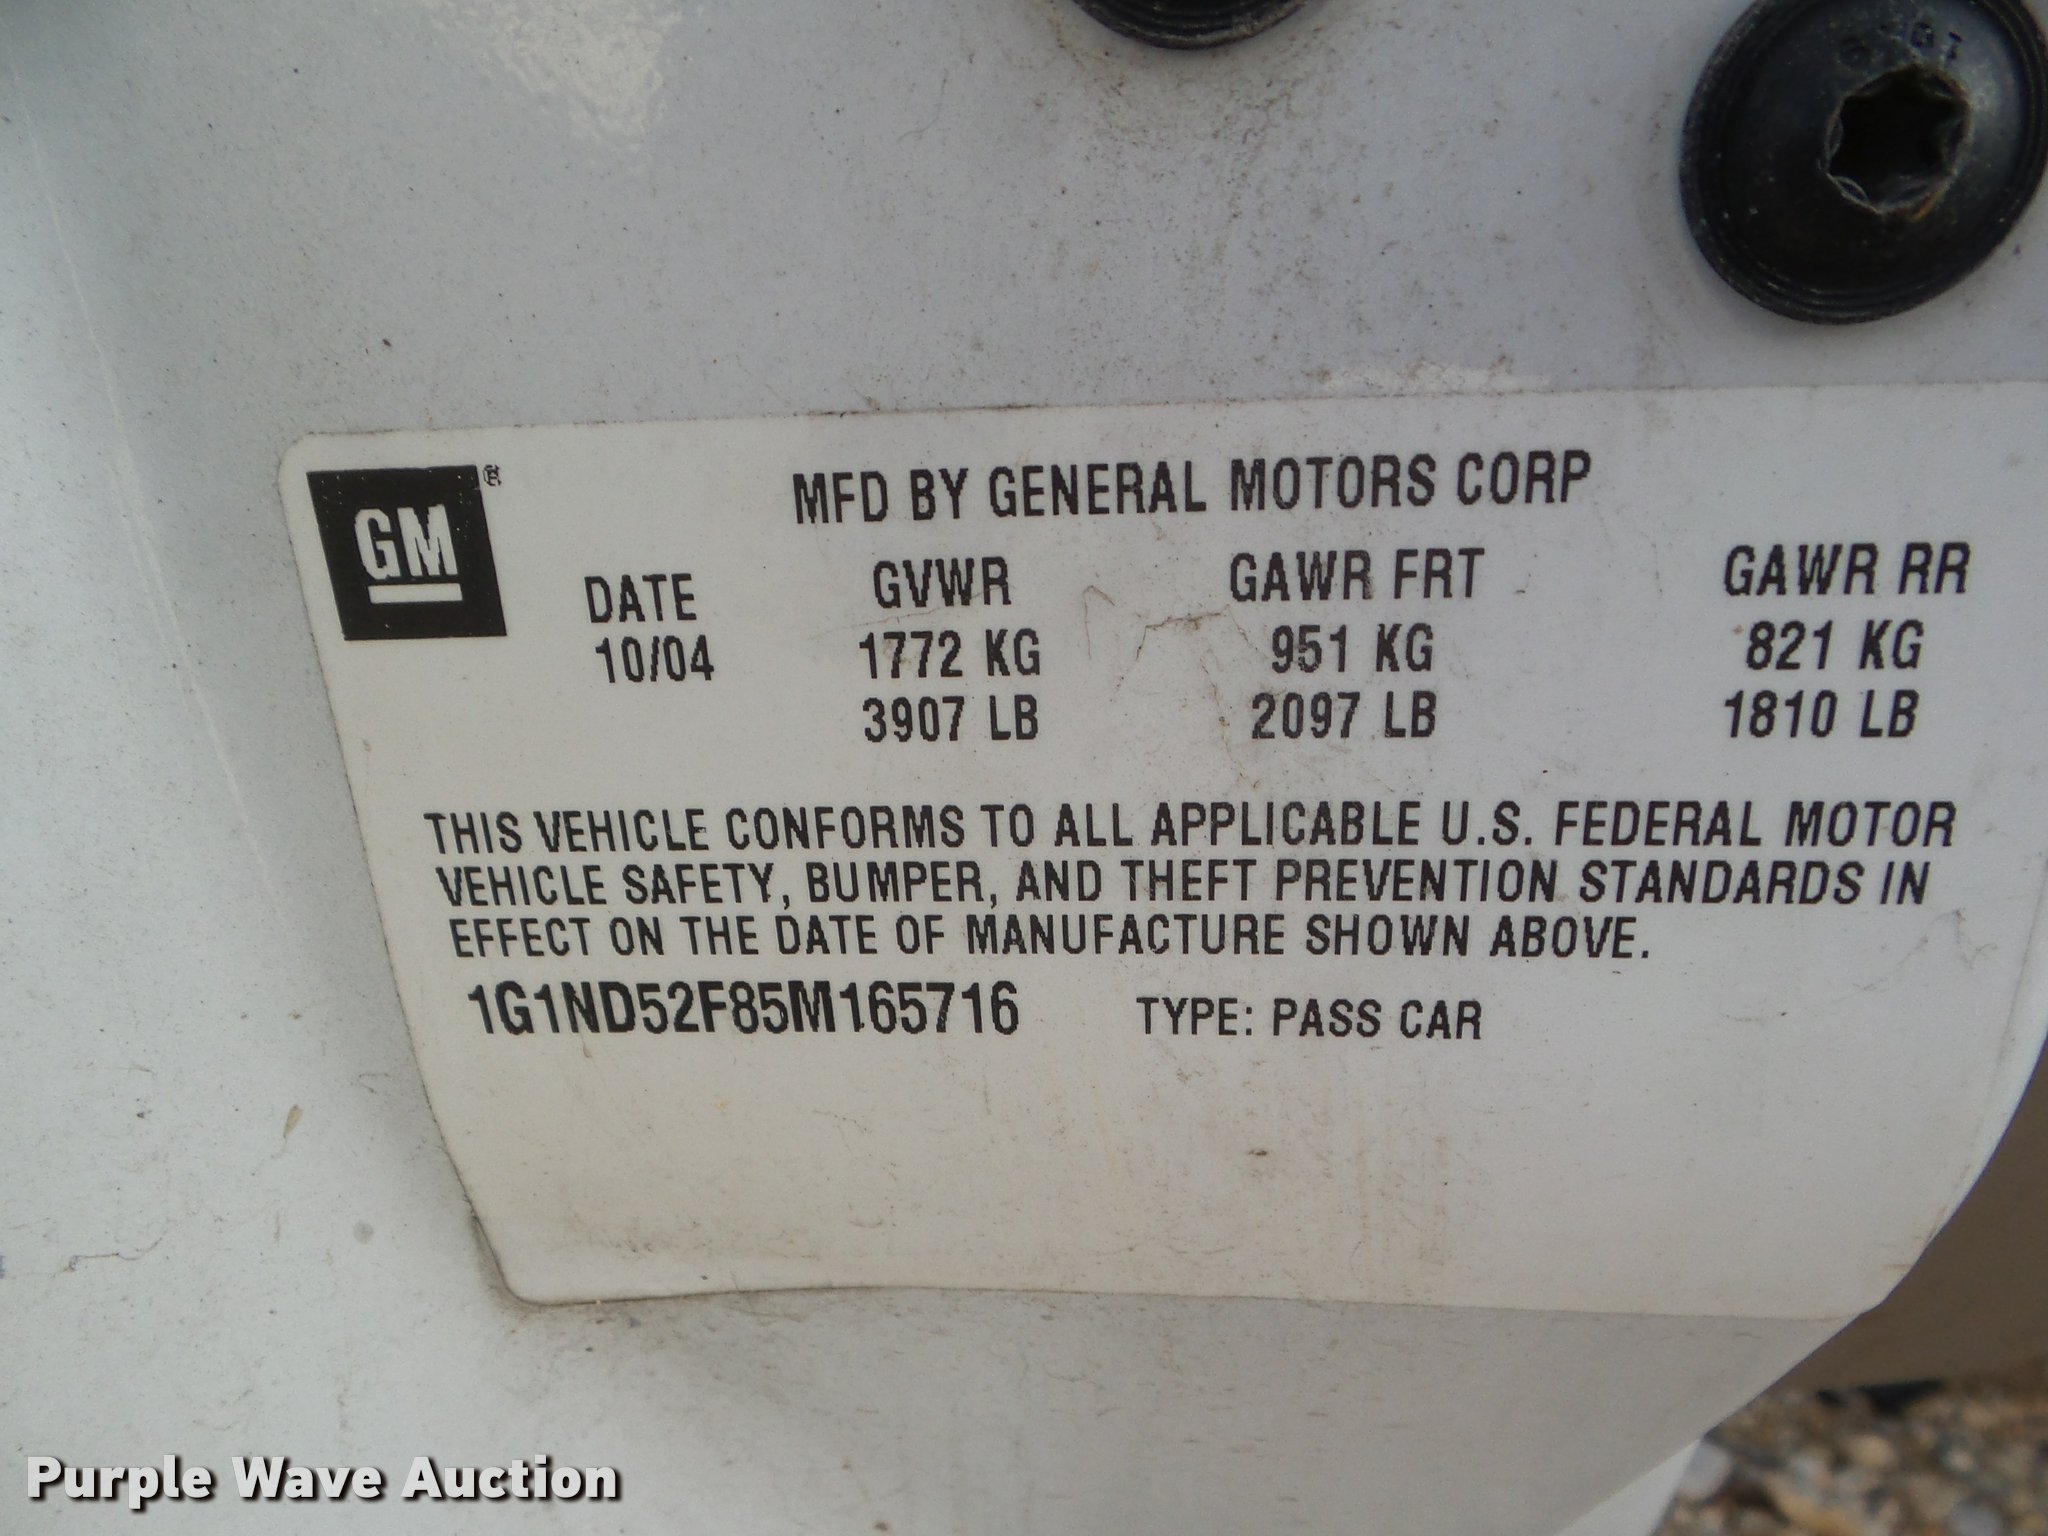 GM ®
MFD BY GENERAL MOTORS CORP
DATE GVWR GAWR FRT GAWR RR
10/04 1772 KG 951 KG 821 KG
3907 LB 2097 LB 1810 LB
THIS VEHICLE CONFORMS TO ALL APPLICABLE U.S. FEDERAL MOTOR
VEHICLE SAFETY, BUMPER, AND THEFT PREVENTION STANDARDS IN
EFFECT ON THE DATE OF MANUFACTURE SHOWN ABOVE.
1G1ND52F85M165716 TYPE: PASS CAR
Purple Wave Auction